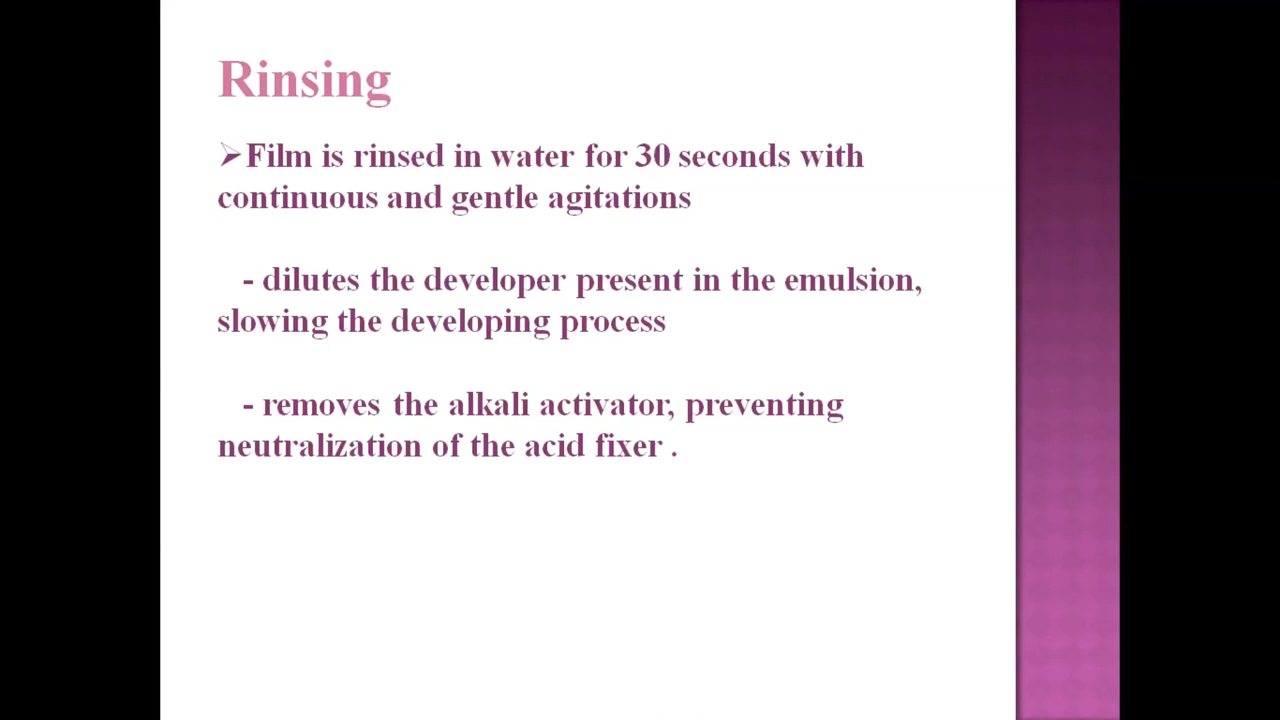 Rinsing
➢Film is rinsed in water for 30 seconds with
continuous and gentle agitations
- dilutes the developer present in the emulsion,
slowing the developing process
- removes the alkali activator, preventing
neutralization of the acid fixer .